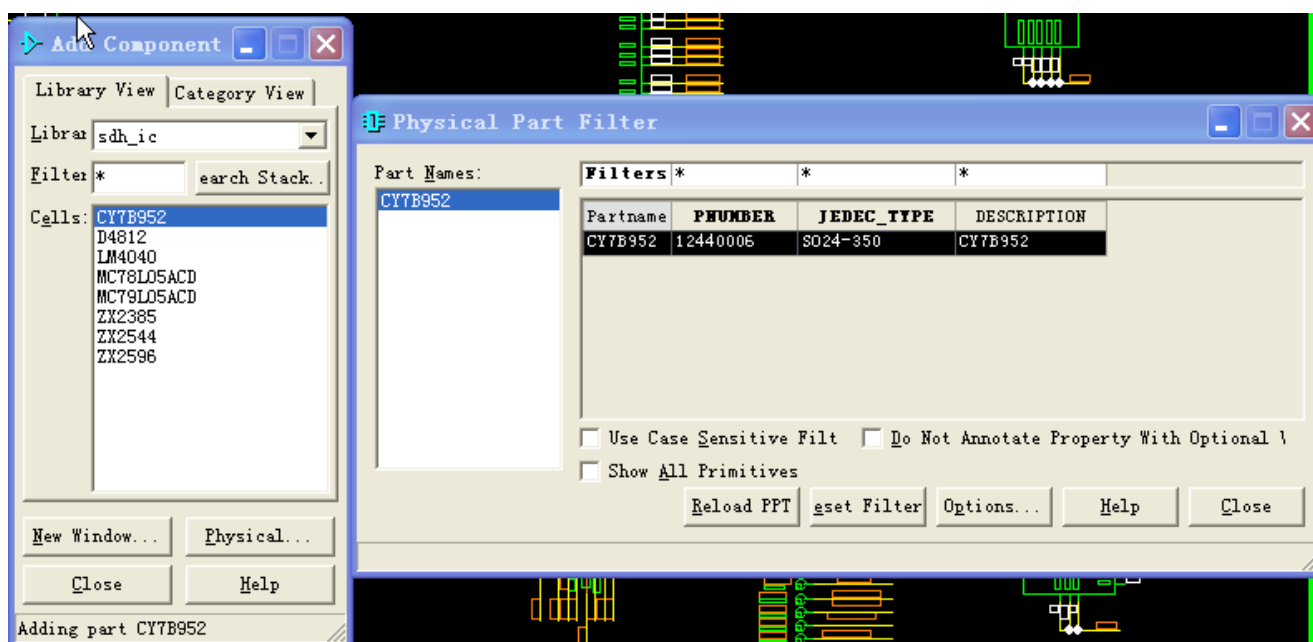 Add Component
Library View
Category View
Librar
sdh_ic
Filter
*
earch Stack..
Cells:
CY7B952
D4812
LM4040
MC78L05ACD
MC79L05ACD
ZX2385
ZX2544
ZX2596
New Window...
Physical...
Close
Help
Adding part CY7B952
Physical Part Filter
Part Names:
CY7B952
Filters * * *
Partname PNUMBER JEDEC_TYPE DESCRIPTION
CY7B952 12440006 SO24-350 CY7B952
Use Case Sensitive Filt
Do Not Annotate Property With Optional V
Show All Primitives
Reload PPT
eset Filter
Options...
Help
Close